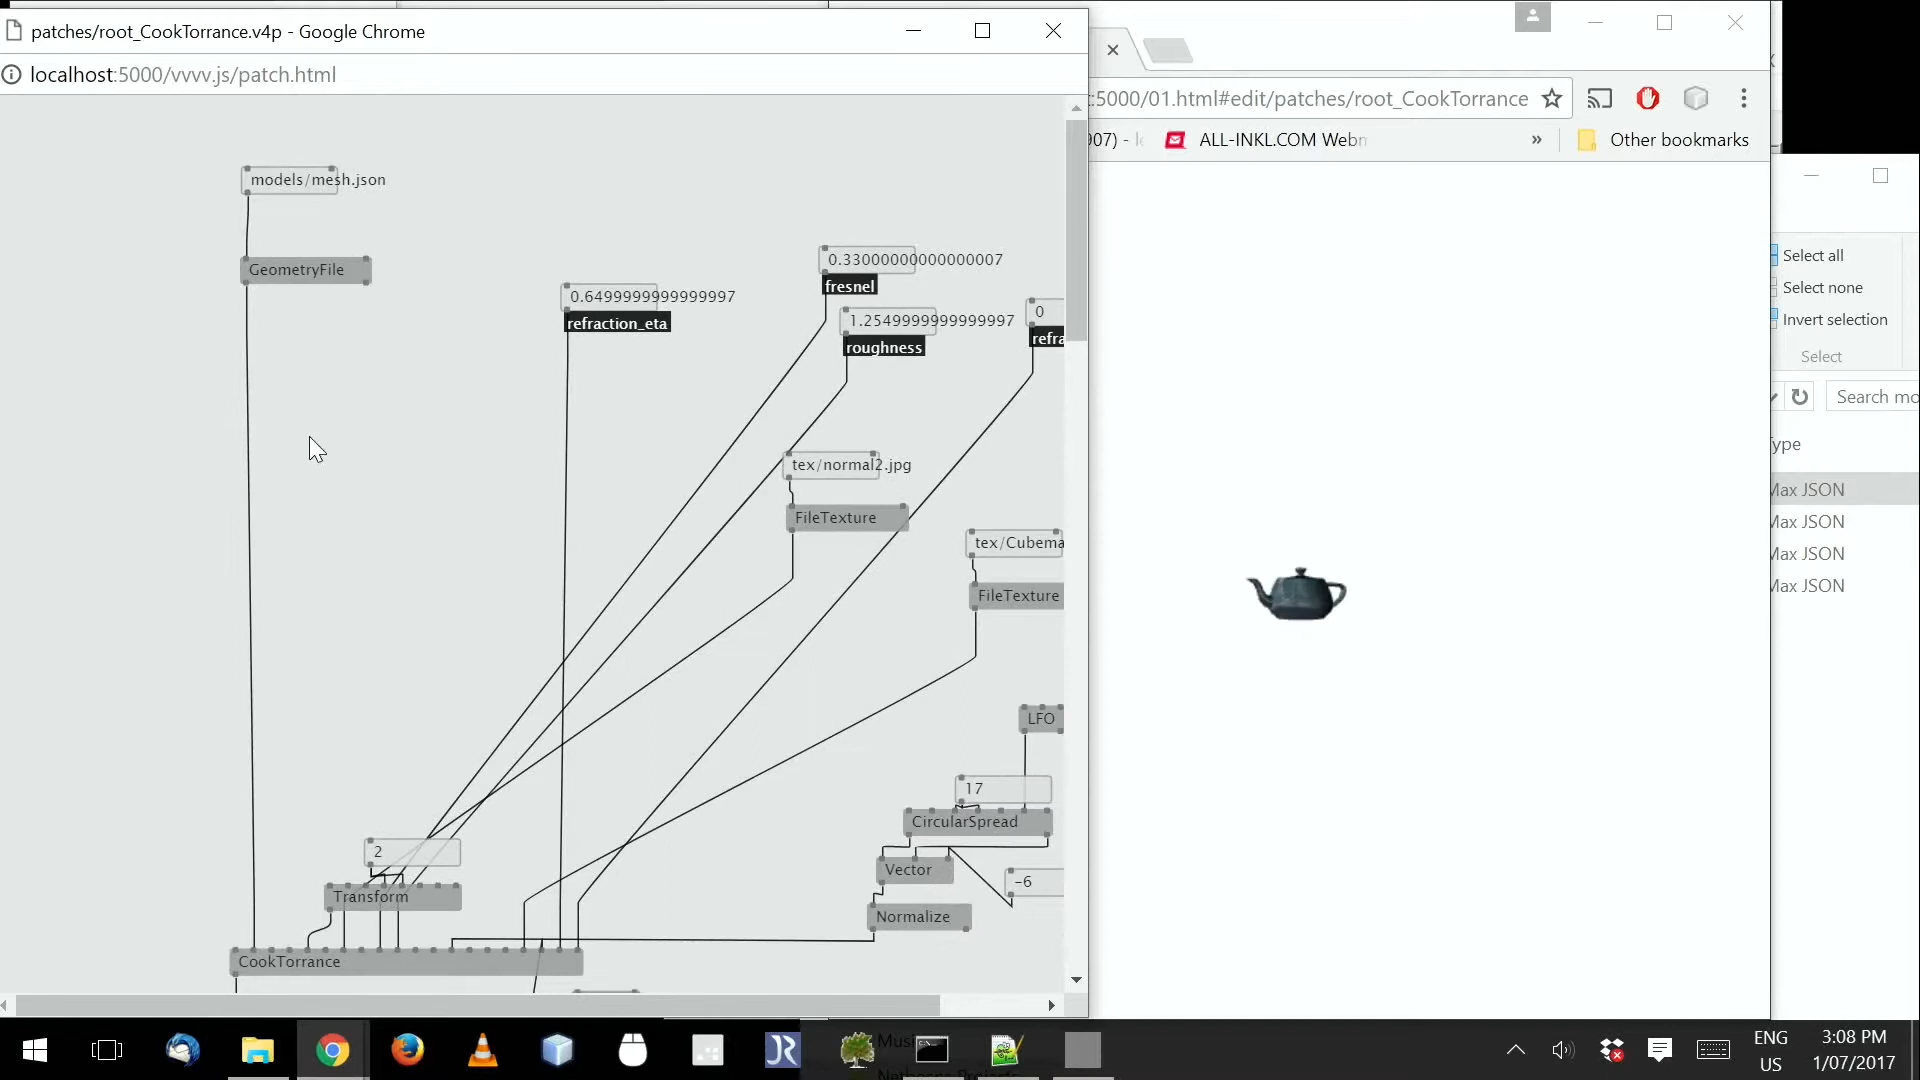 patches/root_CookTorrance.v4p - Google Chrome
localhost:5000/vvvv.js/patch.html
:5000/01.html#edit/patches/root_CookTorrance
ALL-INKL.COM
»
Other bookmarks
models/mesh.json
GeometryFile
0.6499999999999997
refraction_eta
0.33000000000000007
fresnel
1.2549999999999997
roughness
0
refra
tex/normal2.jpg
FileTexture
tex/Cubema
FileTexture
LFO
17
CircularSpread
Vector
-6
Normalize
2
Transform
CookTorrance
Select all
Select none
Invert selection
Select
Search mo
Type
Max JSON
Max JSON
Max JSON
Max JSON
JR
ENG
US
3:08 PM
1/07/2017